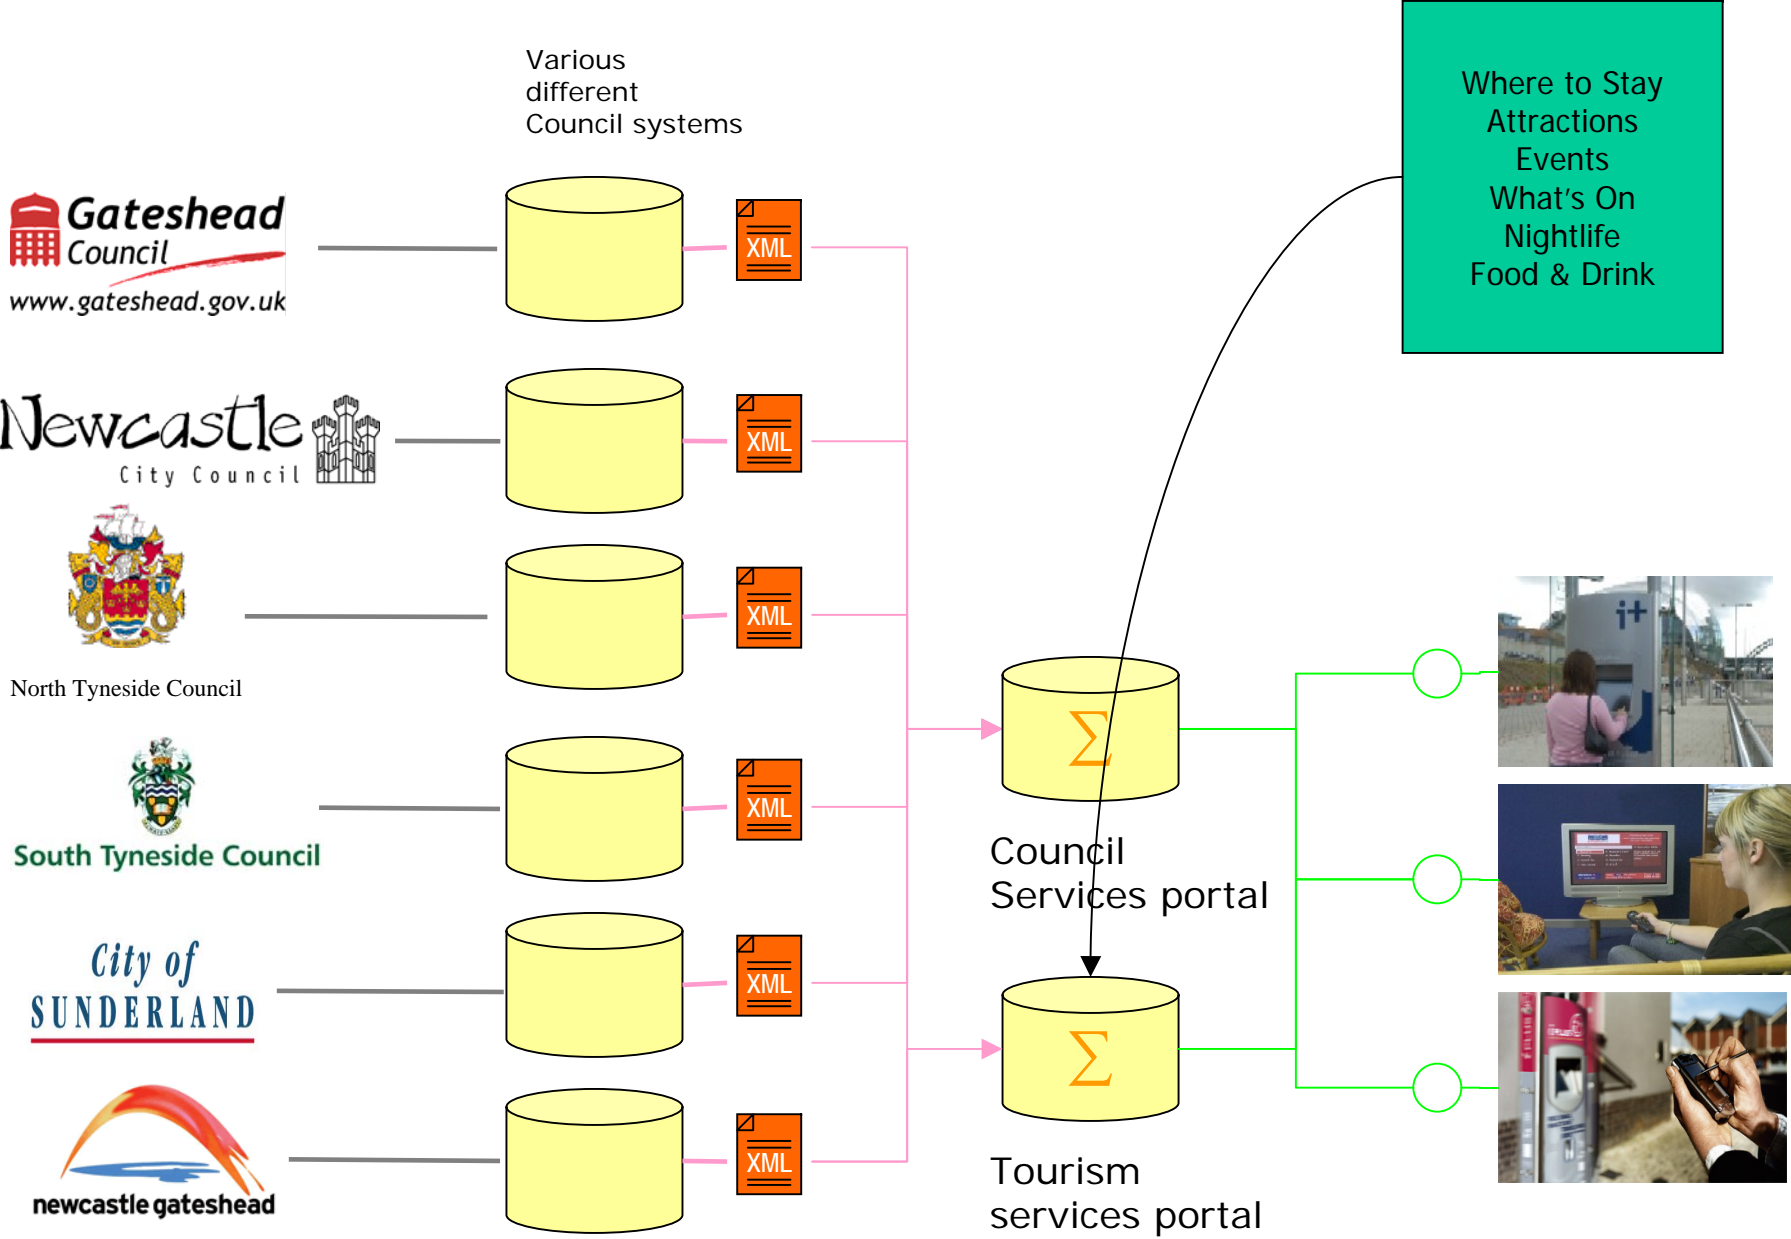 Various
different
Council systems
Where to Stay
Attractions
Events
What's On
Nightlife
Food & Drink
Gateshead
Council
www.gateshead.gov.uk
XML
Newcastle
City Council
XML
North Tyneside Council
XML
South Tyneside Council
XML
City of
SUNDERLAND
XML
newcastle gateshead
XML
Σ
Council
Services portal
Σ
Tourism
services portal
i+